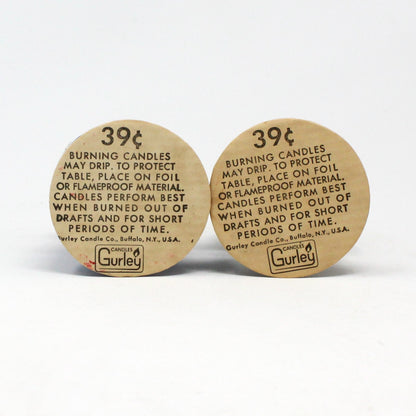 39¢
BURNING CANDLES
MAY DRIP. TO PROTECT
TABLE, PLACE ON FOIL
OR FLAMEPROOF MATERIAL.
CANDLES PERFORM BEST
WHEN BURNED OUT OF
DRAFTS AND FOR SHORT
PERIODS OF TIME.
Gurley Candle Co., Buffalo, N.Y., U.S.A.
CANDLES
Gurley
39¢
BURNING CANDLES
MAY DRIP. TO PROTECT
TABLE, PLACE ON FOIL
OR FLAMEPROOF MATERIAL.
CANDLES PERFORM BEST
WHEN BURNED OUT OF
DRAFTS AND FOR SHORT
PERIODS OF TIME.
Gurley Candle Co., Buffalo, N.Y., U.S.A.
CANDLES
Gurley